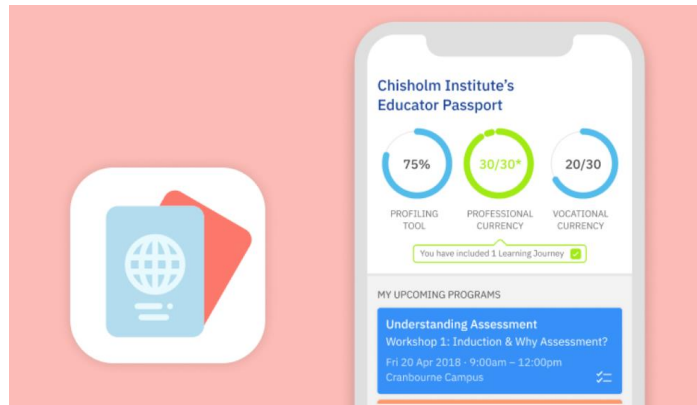 Chisholm Institute's
Educator Passport
75%
30/30*
20/30
PROFILING
TOOL
PROFESSIONAL
CURRENCY
VOCATIONAL
CURRENCY
You have included 1 Learning Journey
MY UPCOMING PROGRAMS
Understanding Assessment
Workshop 1: Induction & Why Assessment?
Fri 20 Apr 2018 · 9:00am – 12:00pm
Cranbourne Campus